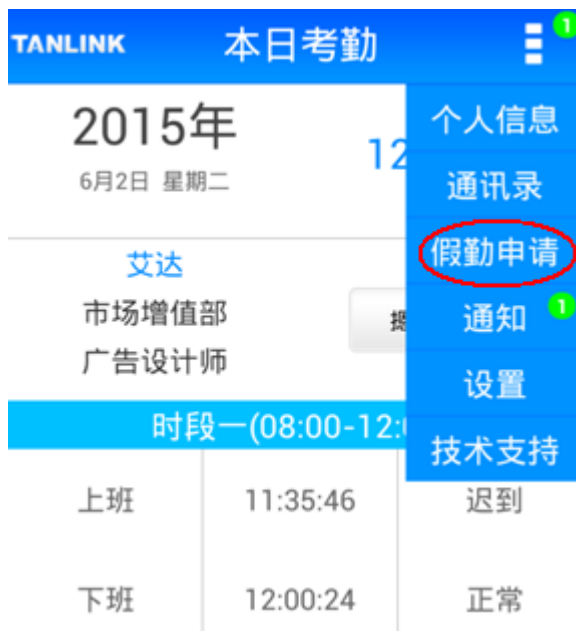 TANLINK 本日考勤 1
2015年
6月2日 星期二
12
个人信息
通讯录
假勤申请
通知 1
设置
技术支持
艾达
市场增值部
广告设计师
时段一(08:00-12:
上班 11:35:46 迟到
下班 12:00:24 正常